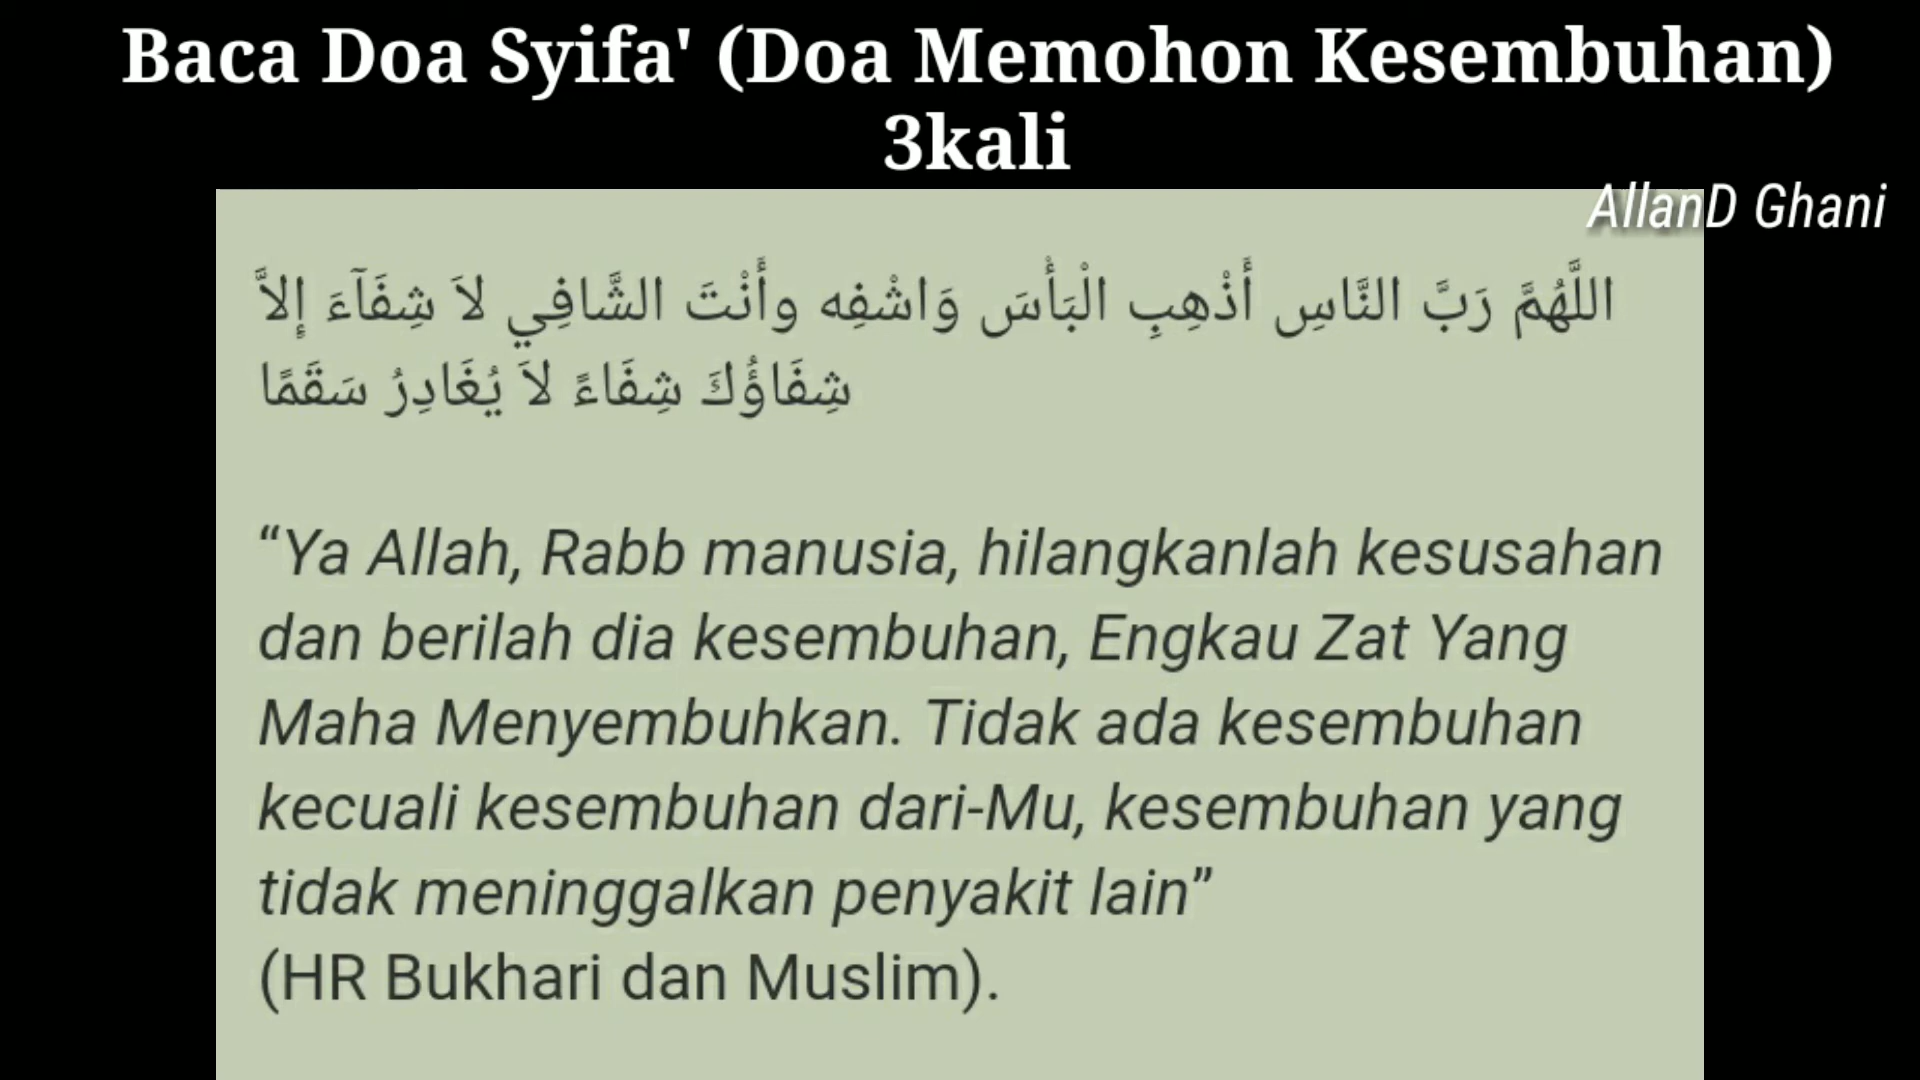 Baca Doa Syifa' (Doa Memohon Kesembuhan)
3kali
AllanD Ghani
اللَّهُمَّ رَبَّ النَّاسِ أَذْهِبِ الْبَأْسَ وَاشْفِه وأَنْتَ الشَّافِي لاَ شِفَآءَ إِلاَّ
شِفَاؤُكَ شِفَاءً لاَ يُغَادِرُ سَقَمًا
“Ya Allah, Rabb manusia, hilangkanlah kesusahan
dan berilah dia kesembuhan, Engkau Zat Yang
Maha Menyembuhkan. Tidak ada kesembuhan
kecuali kesembuhan dari-Mu, kesembuhan yang
tidak meninggalkan penyakit lain”
(HR Bukhari dan Muslim).